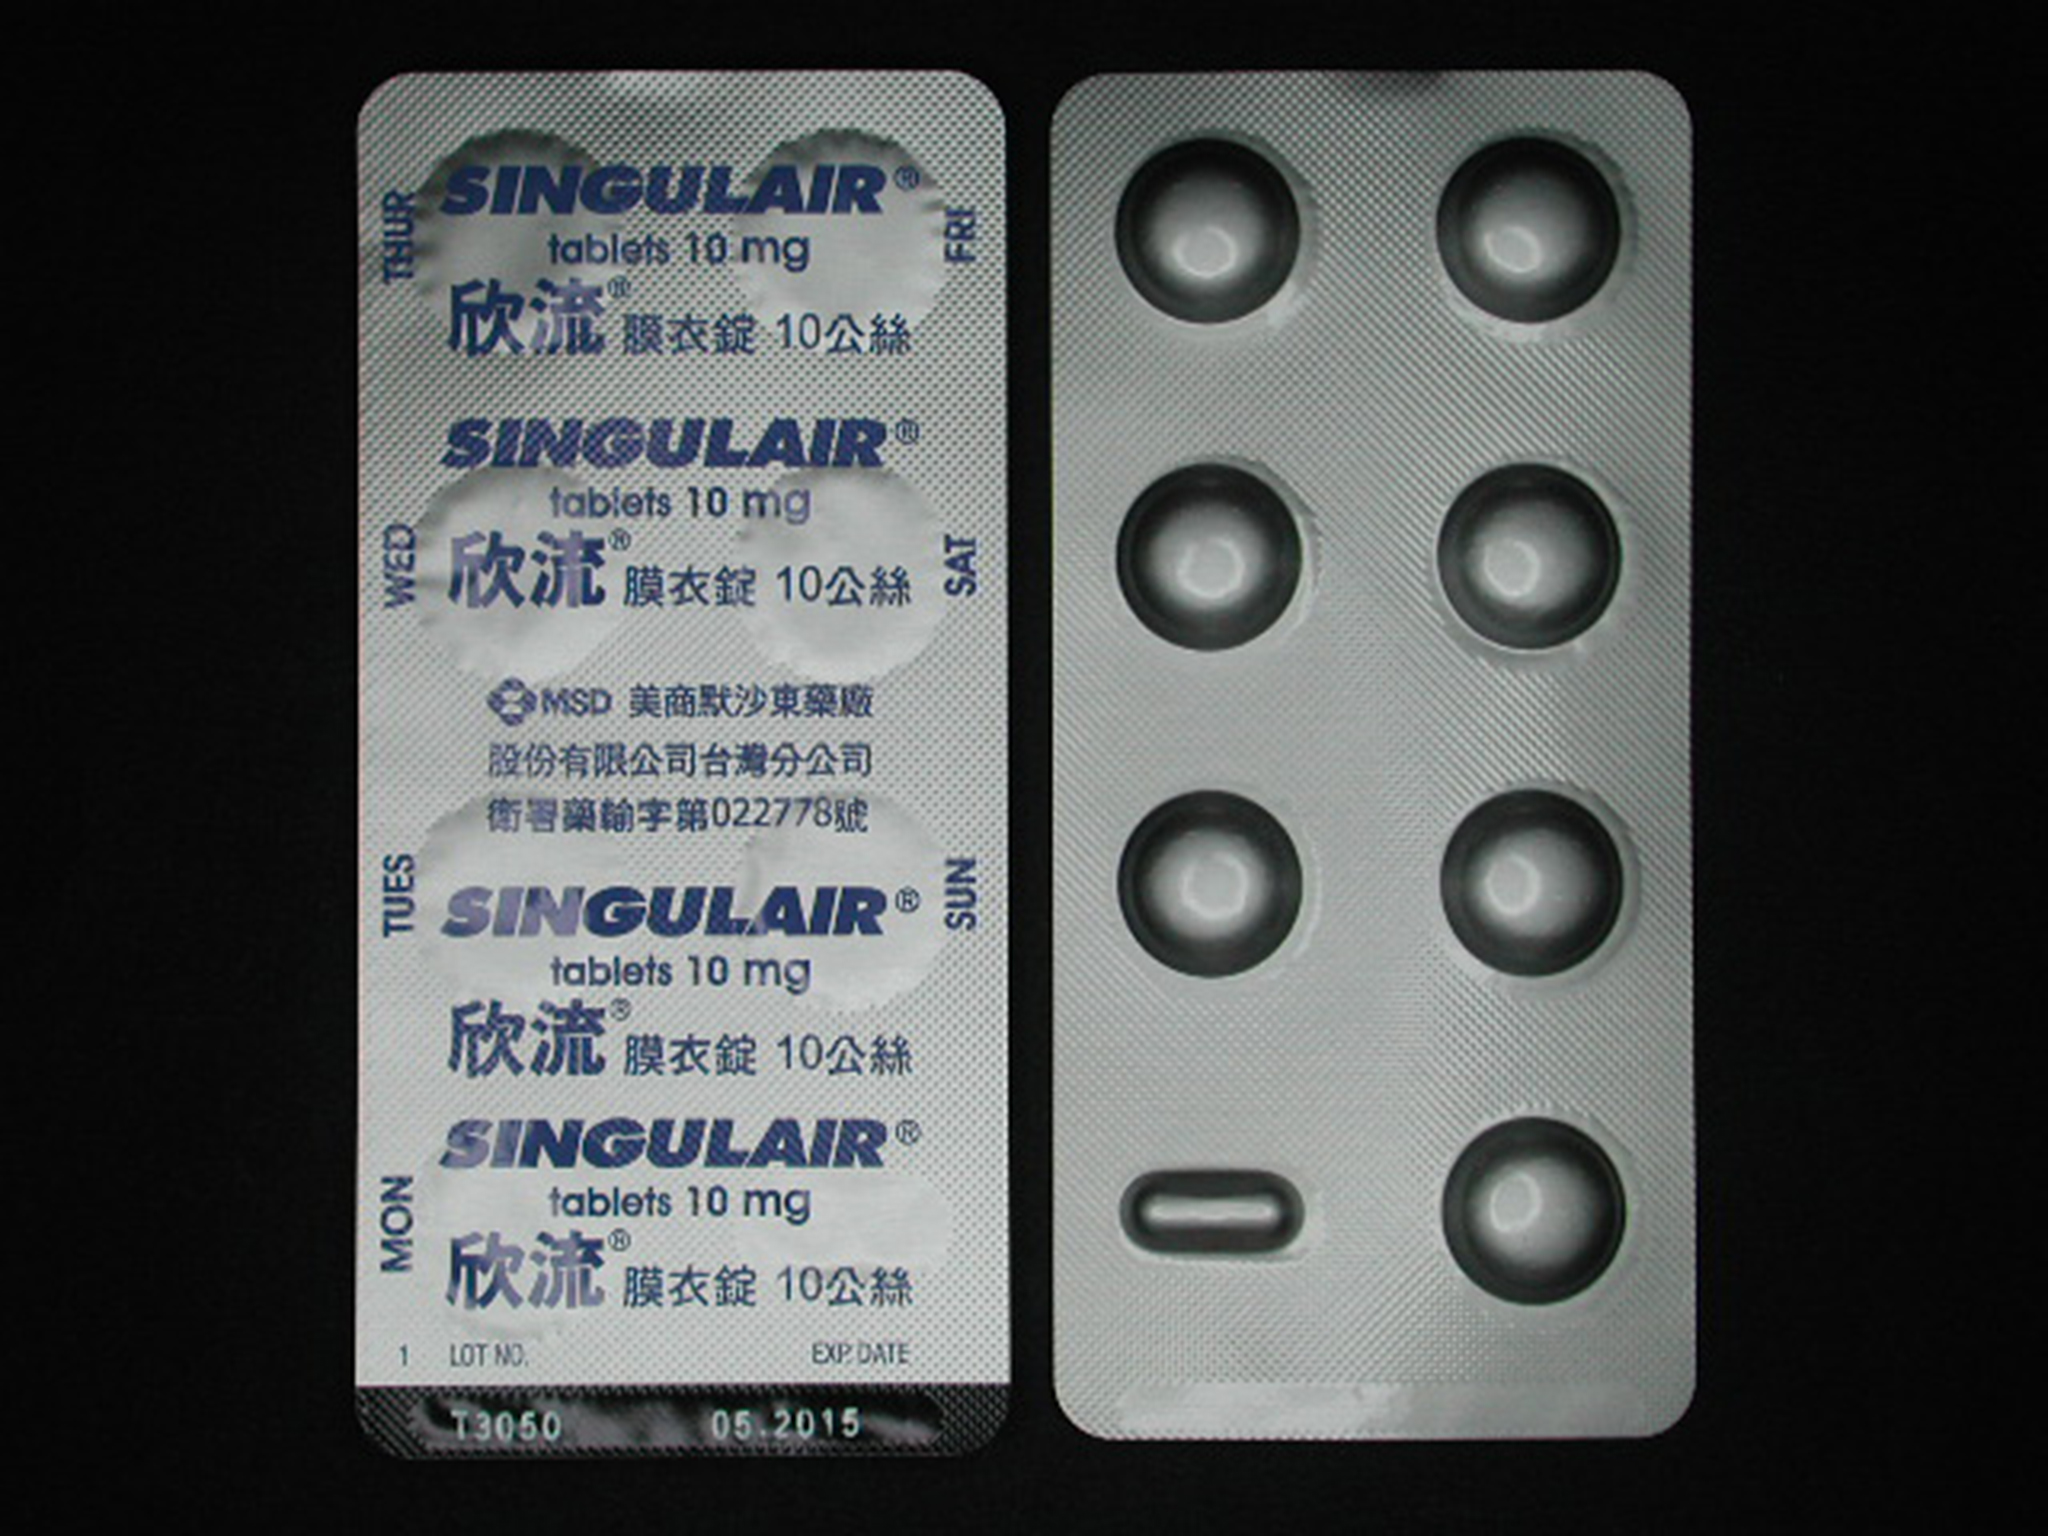 SINGULAIR®
THUR
FRI
tablets 10 mg
欣流® 膜衣錠 10公絲
SINGULAIR®
tablets 10 mg
WED
SAT
欣流® 膜衣錠 10公絲
MSD 美商默沙東藥廠
股份有限公司台灣分公司
衛署藥輸字第022778號
TUES
SUN
SINGULAIR®
tablets 10 mg
欣流® 膜衣錠 10公絲
SINGULAIR®
tablets 10 mg
MON
欣流® 膜衣錠 10公絲
1 LOT NO. EXP. DATE
T3050 05.2015